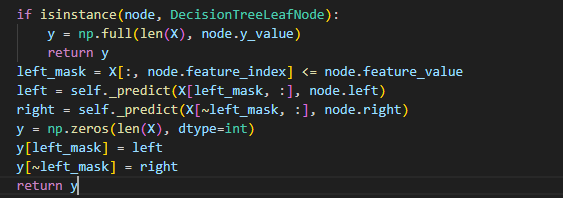 if isinstance(node, DecisionTreeLeafNode):
    y = np.full(len(X), node.y_value)
    return y
left_mask = X[:, node.feature_index] <= node.feature_value
left = self._predict(X[left_mask, :], node.left)
right = self._predict(X[~left_mask, :], node.right)
y = np.zeros(len(X), dtype=int)
y[left_mask] = left
y[~left_mask] = right
return y